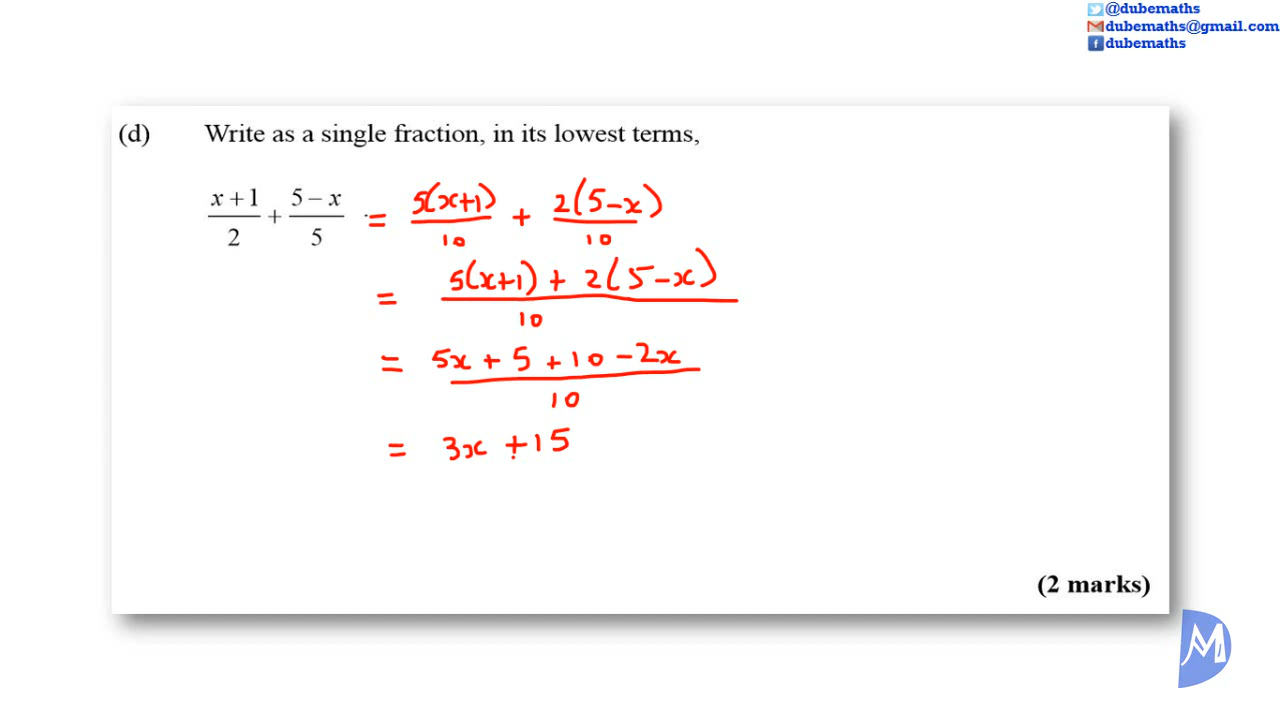 @dubemaths
dubemaths@gmail.com
dubemaths
(d) Write as a single fraction, in its lowest terms,
(x + 1)/2 + (5 − x)/5 = 5(x+1)/10 + 2(5−x)/10
= (5(x+1) + 2(5−x))/10
= (5x + 5 + 10 − 2x)/10
= 3x + 15
(2 marks)
M